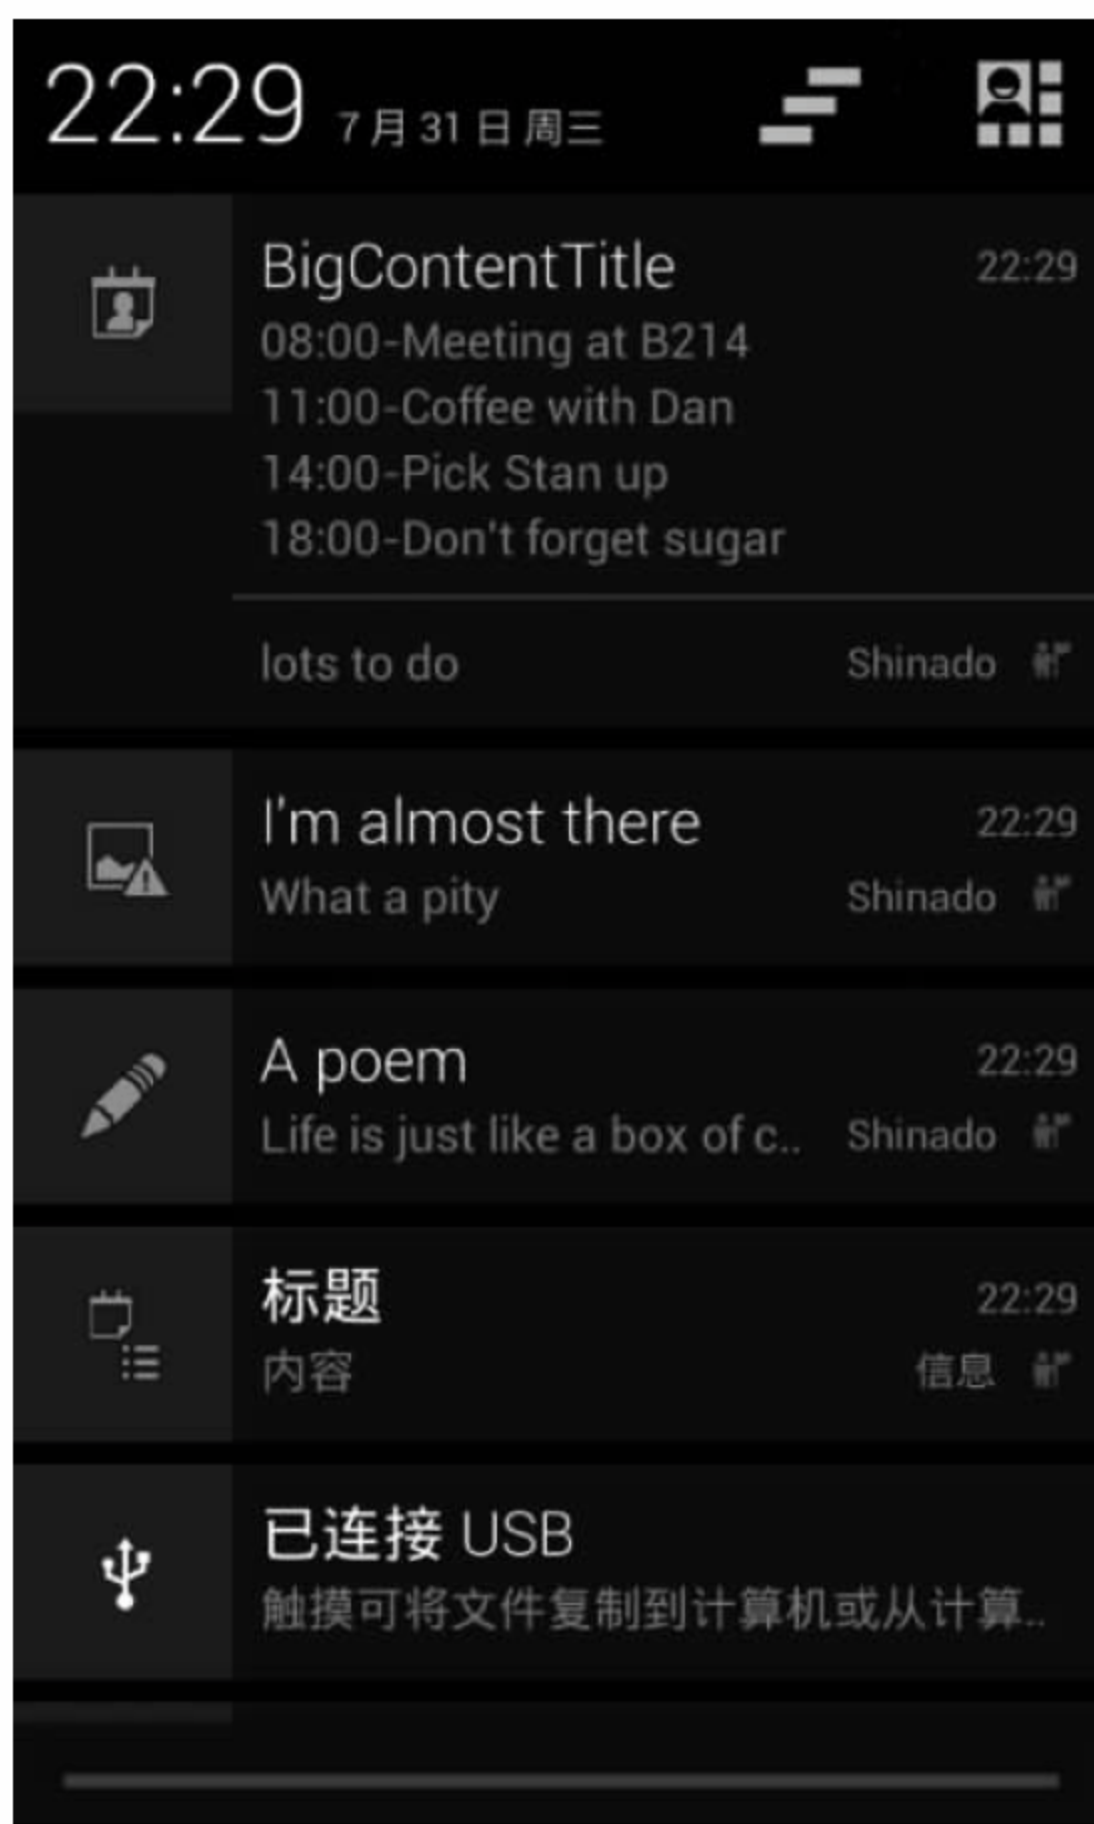 22:29 7月31日 周三
BigContentTitle 22:29
08:00-Meeting at B214
11:00-Coffee with Dan
14:00-Pick Stan up
18:00-Don't forget sugar
lots to do Shinado
I'm almost there 22:29
What a pity Shinado
A poem 22:29
Life is just like a box of c.. Shinado
标题 22:29
内容 信息
已连接 USB
触摸可将文件复制到计算机或从计算..